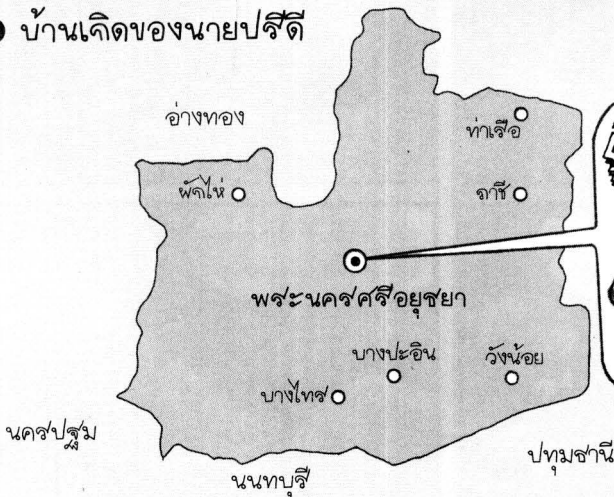 บ้านเกิดของนายปรีดี
อ่างทอง
ท่าเรือ
ผักไห่
ภาชี
พระนครศรีอยุธยา
บางปะอิน
วังน้อย
บางไทร
นครปฐม
ปทุมธานี
นนทบุรี